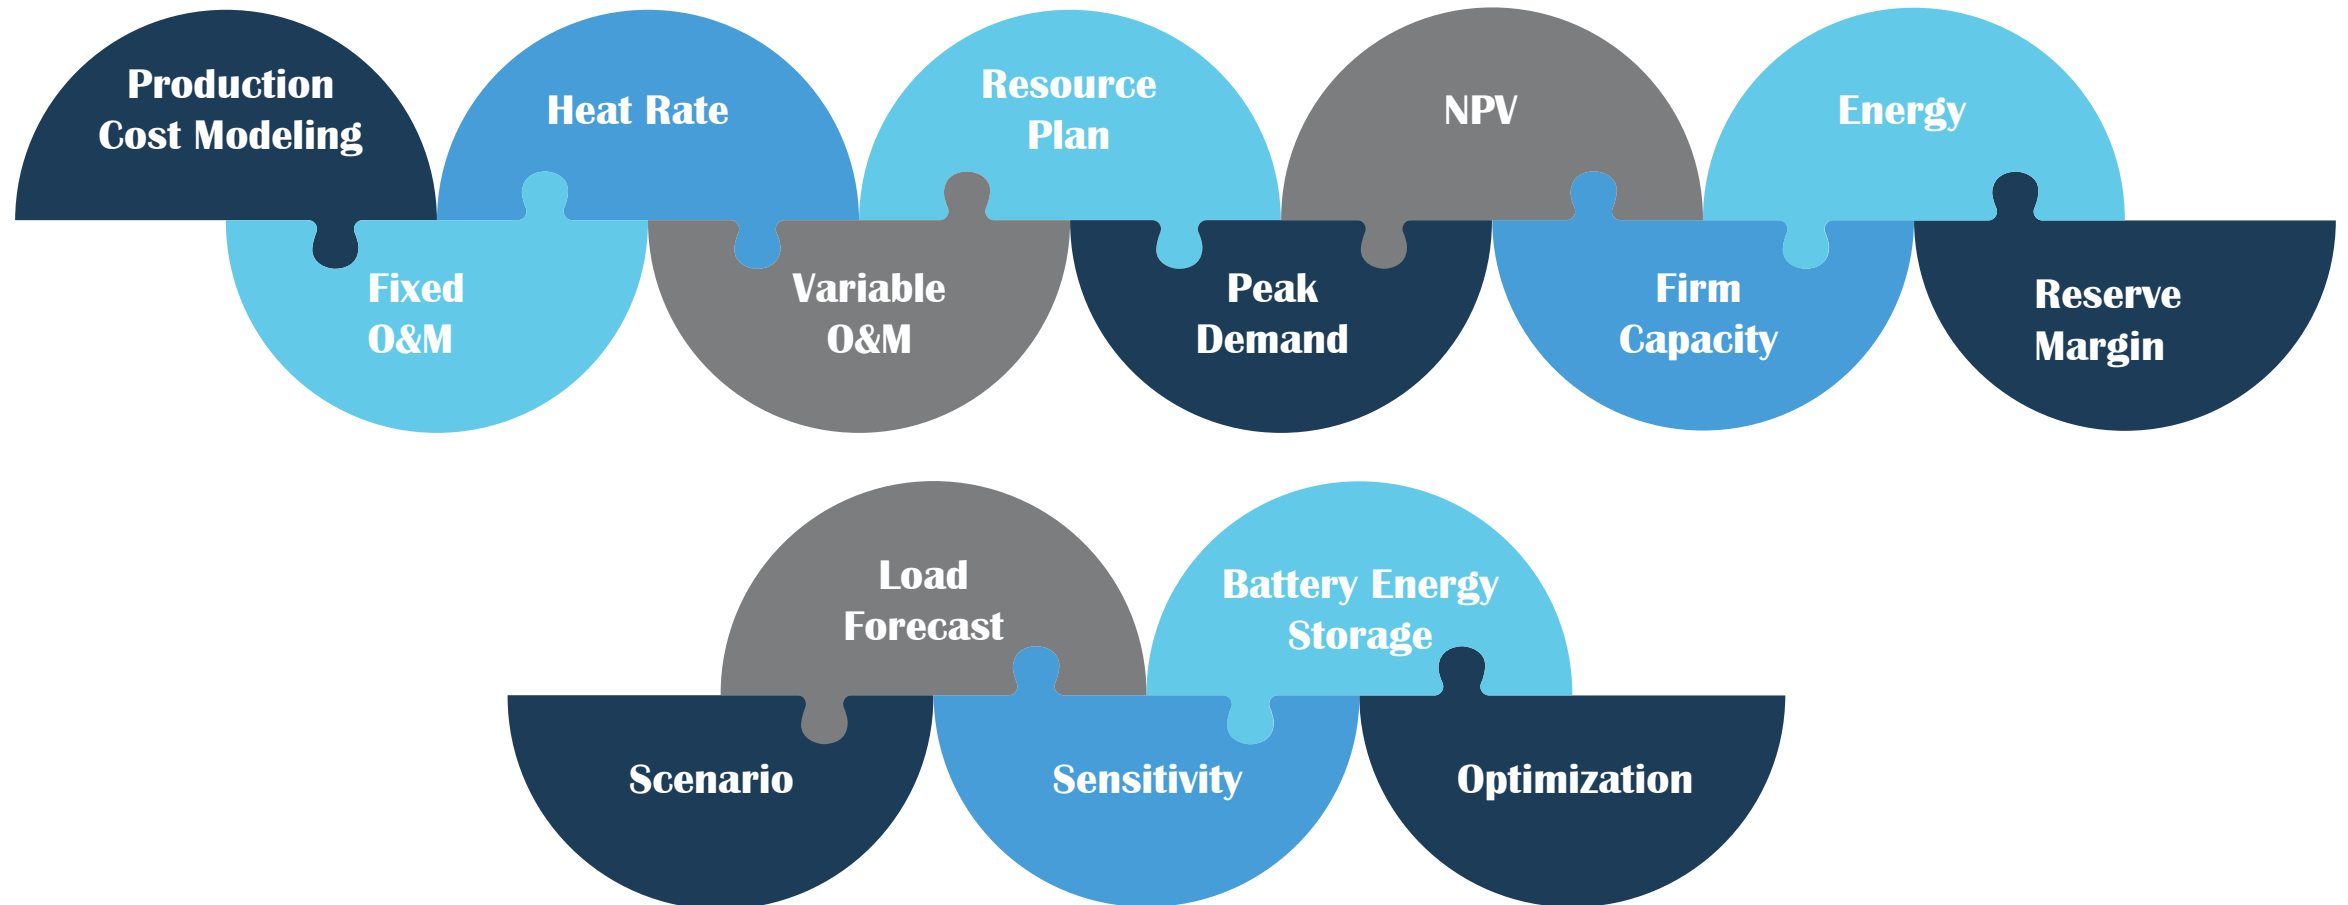 Production
Cost Modeling
Heat Rate
Resource
Plan
NPV
Energy
Fixed
O&M
Variable
O&M
Peak
Demand
Firm
Capacity
Reserve
Margin
Load
Forecast
Battery Energy
Storage
Scenario
Sensitivity
Optimization